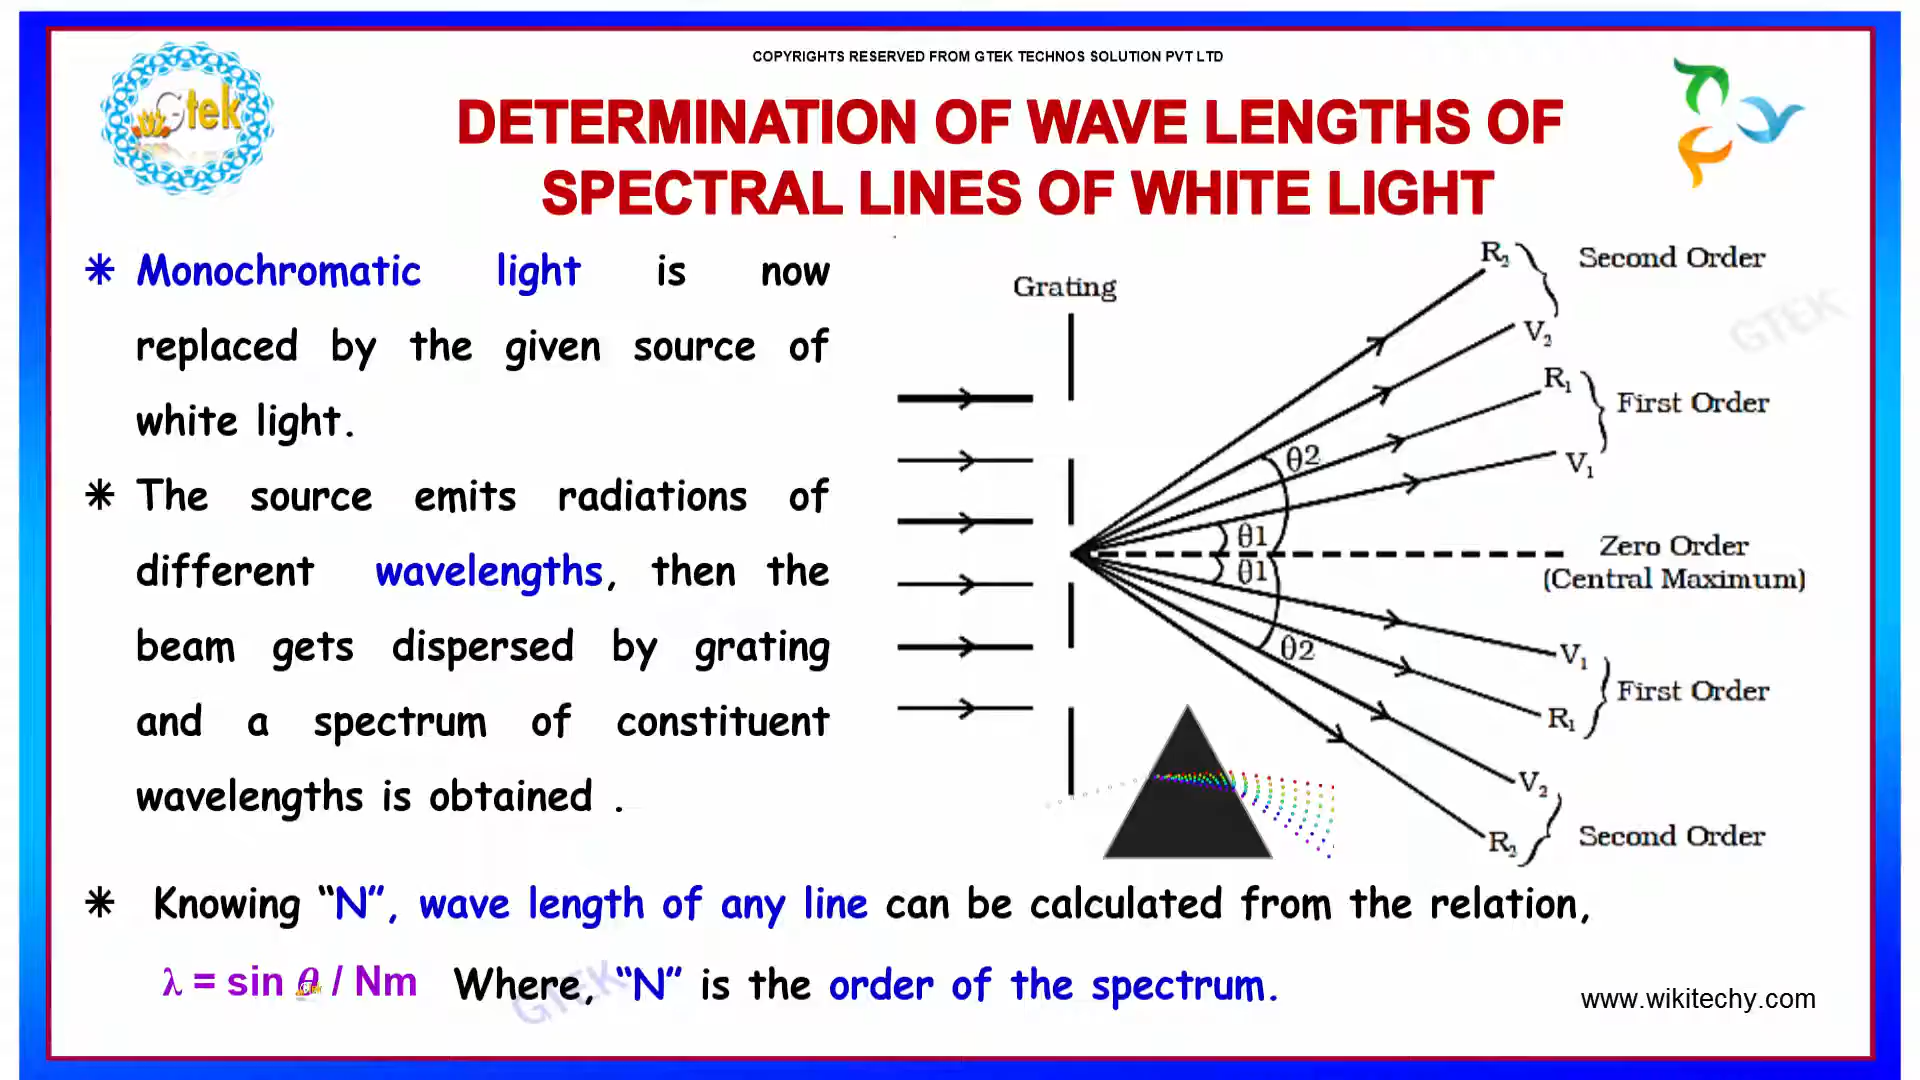 COPYRIGHTS RESERVED FROM GTEK TECHNOS SOLUTION PVT LTD
Gtek
DETERMINATION OF WAVE LENGTHS OF
SPECTRAL LINES OF WHITE LIGHT
✳ Monochromatic light is now
replaced by the given source of
white light.
✳ The source emits radiations of
different wavelengths, then the
beam gets dispersed by grating
and a spectrum of constituent
wavelengths is obtained .
Grating
R₂
Second Order
GTEK
V₂
R₁
First Order
V₁
θ2
θ1
Zero Order
(Central Maximum)
θ1
θ2
V₁
First Order
R₁
V₂
R₂
Second Order
✳ Knowing “N”, wave length of any line can be calculated from the relation,
λ = sin θ / Nm Where, “N” is the order of the spectrum.
GTEK
www.wikitechy.com